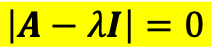 |𝑨 − 𝜆𝑰| = 0